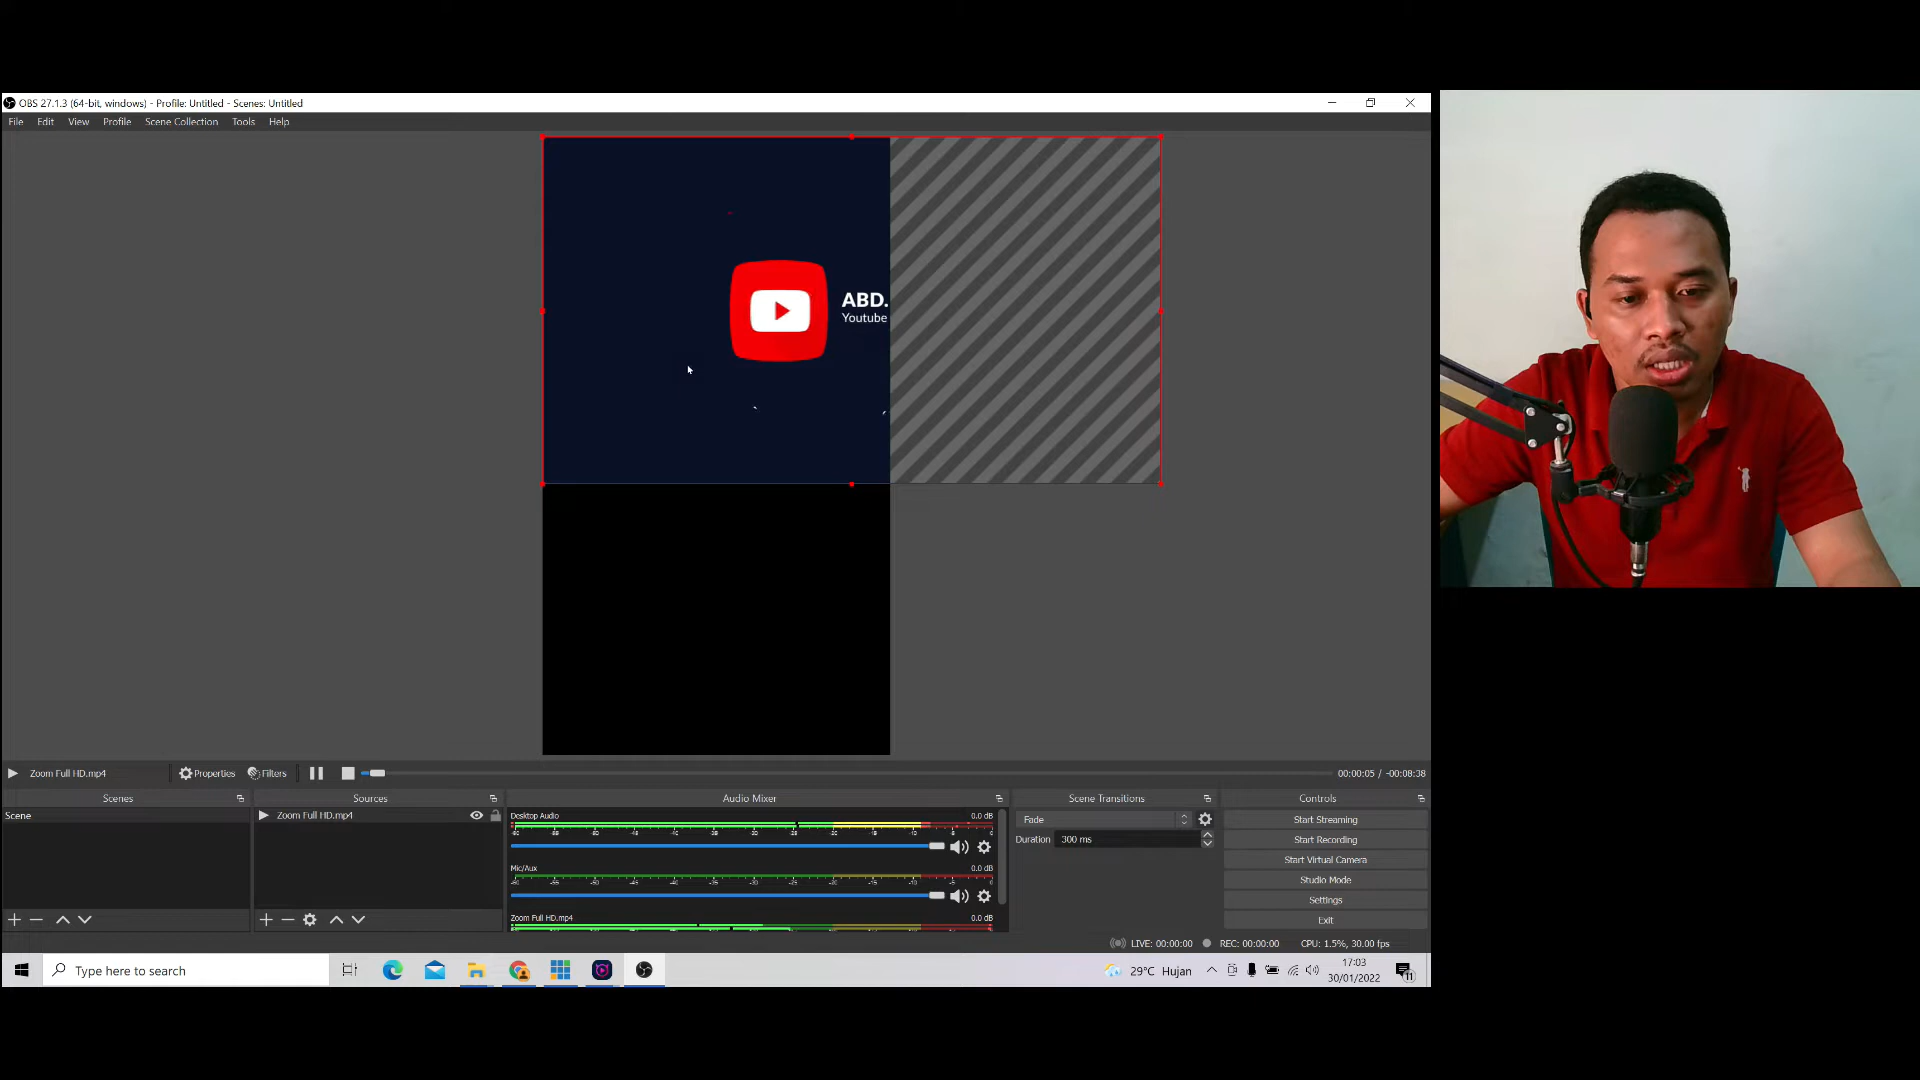 OBS 27.1.3 (64-bit, windows) - Profile: Untitled - Scenes: Untitled
File Edit View Profile Scene Collection Tools Help
ABD.
Youtube
Zoom Full HD.mp4 Properties Filters 00:00:05 / -00:08:38
Scenes Sources Audio Mixer Scene Transitions Controls
Scene
Zoom Full HD.mp4
Desktop Audio 0.0 dB
Mic/Aux 0.0 dB
Zoom Full HD.mp4 0.0 dB
Fade
Duration 300 ms
Start Streaming
Start Recording
Start Virtual Camera
Studio Mode
Settings
Exit
LIVE: 00:00:00 REC: 00:00:00 CPU: 1.5%, 30.00 fps
Type here to search
29°C Hujan
17:03
30/01/2022
11